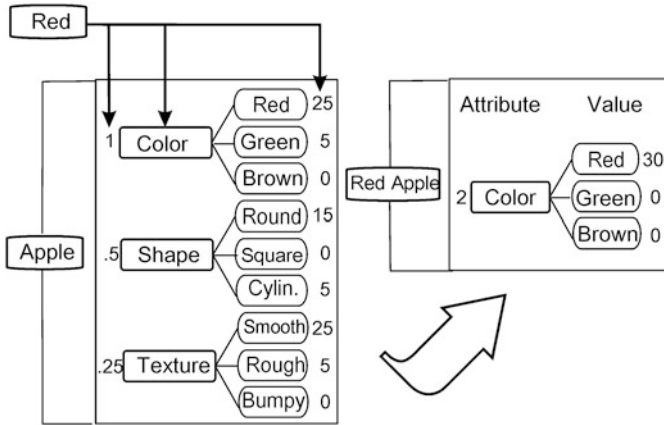 Red
Apple
1 Color
Red 25
Green 5
Brown 0
.5 Shape
Round 15
Square 0
Cylin. 5
.25 Texture
Smooth 25
Rough 5
Bumpy 0
Red Apple
Attribute Value
2 Color
Red 30
Green 0
Brown 0